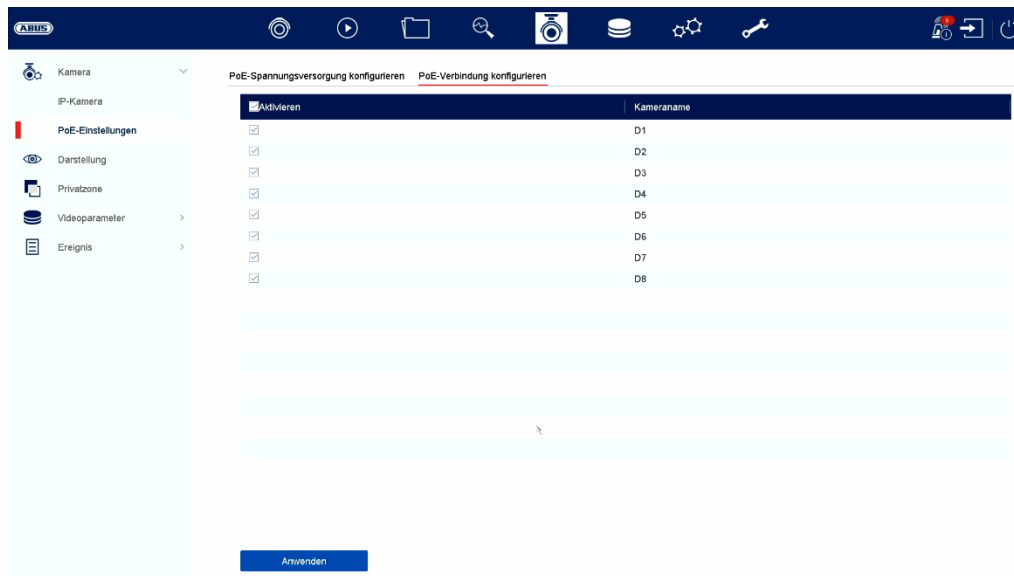 ABUS
8
Kamera
IP-Kamera
PoE-Einstellungen
Darstellung
Privatzone
Videoparameter
Ereignis
PoE-Spannungsversorgung konfigurieren PoE-Verbindung konfigurieren
Aktivieren Kameraname
D1
D2
D3
D4
D5
D6
D7
D8
Anwenden